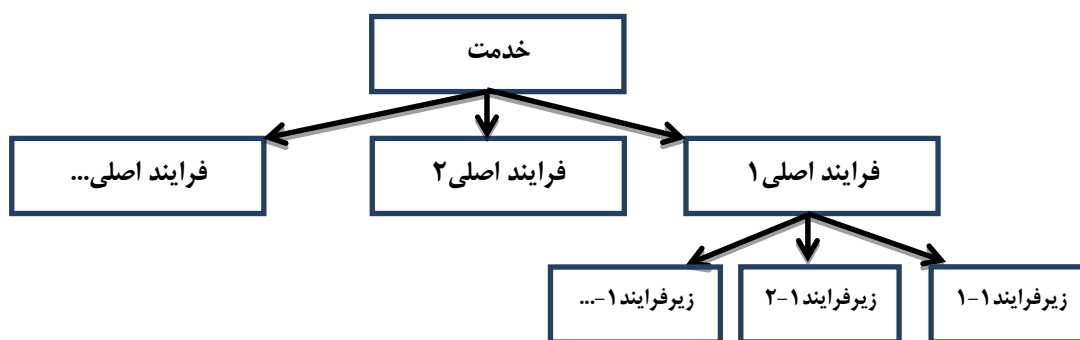 خدمت
فرایند اصلی۱
فرایند اصلی۲
فرایند اصلی...
زیرفرایند۱-۱
زیرفرایند۱-۲
زیرفرایند۱-...